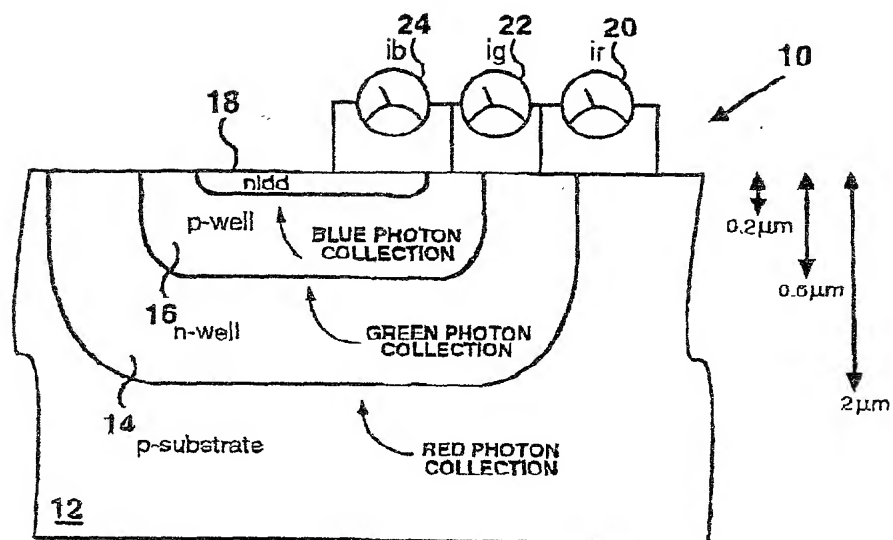 24 22 20
ib ig ir
10
18
nldd
p-well
BLUE PHOTON
COLLECTION
0.2µm
16
n-well
GREEN PHOTON
COLLECTION
0.6µm
14
p-substrate
RED PHOTON
COLLECTION
2µm
12